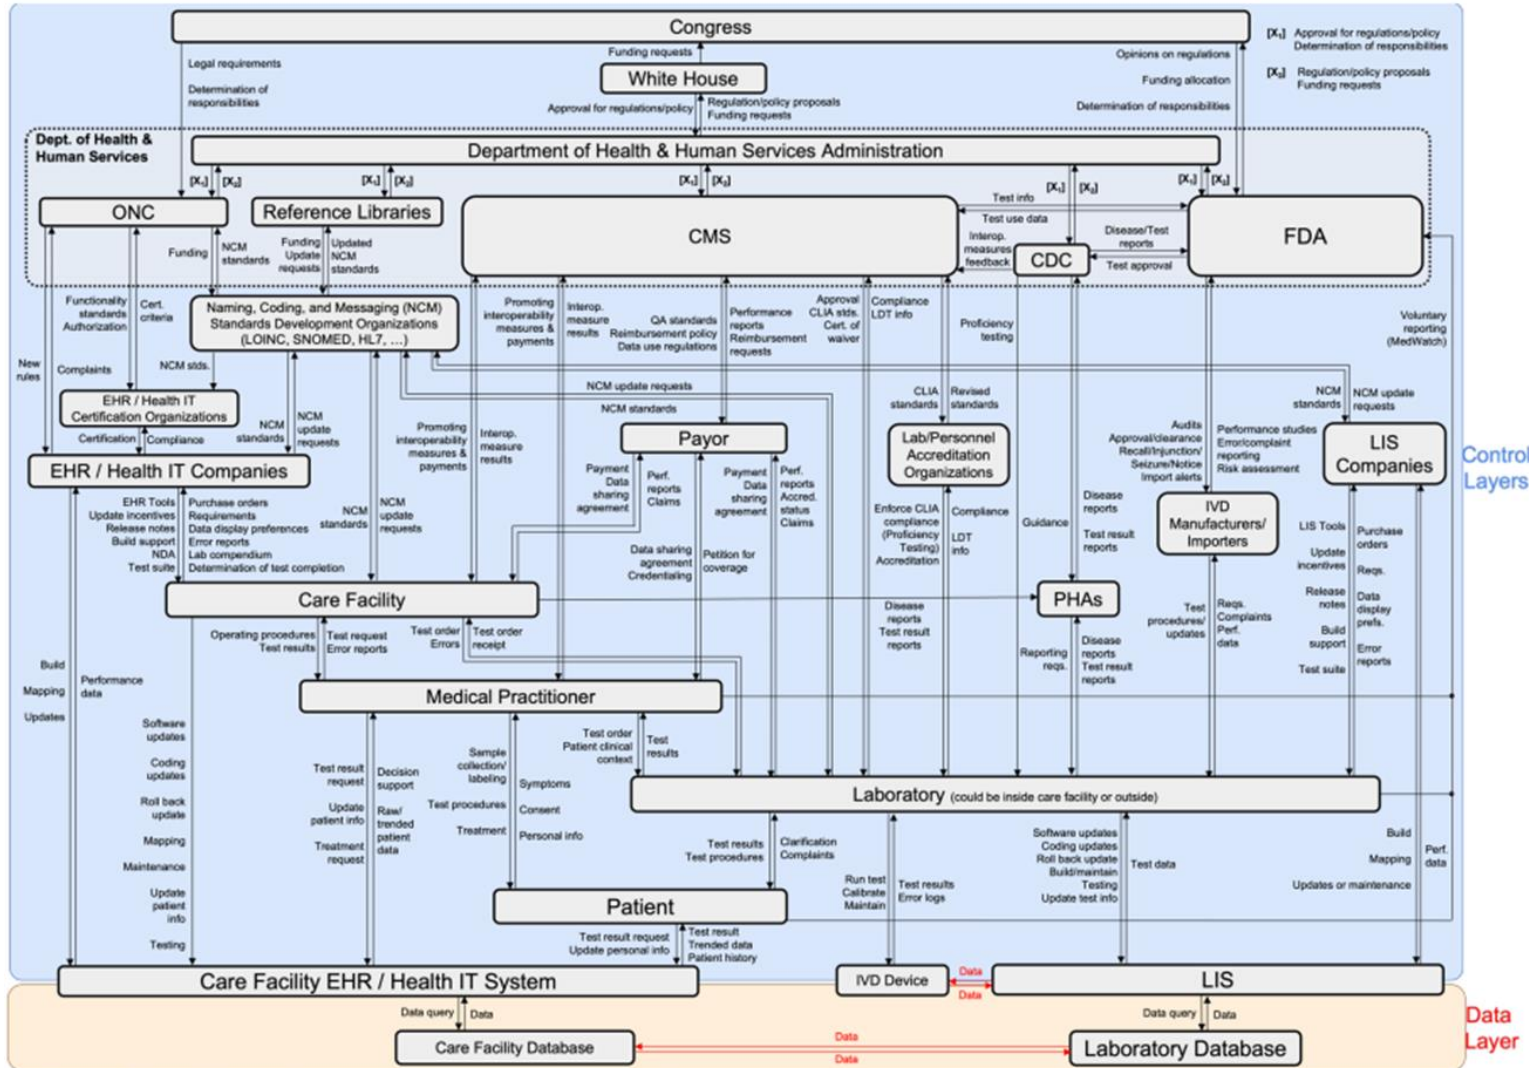 Congress
[X₁] Approval for regulations/policy
Determination of responsibilities
[X₂] Regulation/policy proposals
Funding requests
Legal requirements
Determination of
responsibilities
Funding requests
White House
Approval for regulations/policy
Regulation/policy proposals
Funding requests
Opinions on regulations
Funding allocation
Determination of responsibilities
Dept. of Health &
Human Services
Department of Health & Human Services Administration
[X₁] [X₂]
[X₁] [X₂]
[X₁] [X₂]
[X₁] [X₂]
[X₁] [X₂]
ONC
Reference Libraries
CMS
CDC
FDA
Test info
Test use data
Interop.
measures
feedback
Disease/Test
reports
Test approval
Funding
NCM
standards
Funding
Update
requests
Updated
NCM
standards
Functionality
standards
Authorization
Cert.
criteria
Naming, Coding, and Messaging (NCM)
Standards Development Organizations
(LOINC, SNOMED, HL7, ...)
Promoting
interoperability
measures &
payments
Interop.
measure
results
QA standards
Reimbursement policy
Data use regulations
Performance
reports
Reimbursement
requests
Approval
CLIA stds.
Cert. of
waiver
Compliance
LDT info
Proficiency
testing
Voluntary
reporting
(MedWatch)
New
rules
Complaints
NCM stds.
EHR / Health IT
Certification Organizations
Certification
Compliance
NCM
standards
NCM
update
requests
NCM update requests
NCM standards
CLIA
standards
Revised
standards
NCM
standards
NCM update
requests
EHR / Health IT Companies
Promoting
interoperability
measures &
payments
Interop.
measure
results
Payor
Lab/Personnel
Accreditation
Organizations
Audits
Approval/clearance
Recall/Injunction/
Seizure/Notice
Import alerts
Performance studies
Error/complaint
reporting
Risk assessment
LIS
Companies
Control
Layers
EHR Tools
Update incentives
Release notes
Build support
NDA
Test suite
Purchase orders
Requirements
Data display preferences
Error reports
Lab compendium
Determination of test completion
NCM
standards
NCM
update
requests
Payment
Data
sharing
agreement
Perf.
reports
Claims
Payment
Data
sharing
agreement
Perf.
reports
Accred.
status
Claims
Data sharing
agreement
Credentialing
Petition for
coverage
Enforce CLIA
compliance
(Proficiency
Testing)
Accreditation
Compliance
LDT
info
Guidance
Disease
reports
Test result
reports
IVD
Manufacturers/
Importers
LIS Tools
Update
incentives
Release
notes
Build
support
Test suite
Purchase
orders
Reqs.
Data
display
prefs.
Error
reports
Care Facility
PHAs
Operating procedures
Test results
Test request
Error reports
Test order
Errors
Test order
receipt
Disease
reports
Test result
reports
Reporting
reqs.
Disease
reports
Test result
reports
Test
procedures/
updates
Reqs.
Complaints
Perf.
data
Build
Mapping
Updates
Performance
data
Medical Practitioner
Software
updates
Coding
updates
Roll back
update
Mapping
Maintenance
Update
patient
info
Testing
Test result
request
Update
patient info
Treatment
request
Decision
support
Raw/
trended
patient
data
Sample
collection/
labeling
Test procedures
Treatment
Symptoms
Consent
Personal info
Test order
Patient clinical
context
Test
results
Laboratory (could be inside care facility or outside)
Test results
Test procedures
Clarification
Complaints
Run test
Calibrate
Maintain
Test results
Error logs
Software updates
Coding updates
Roll back update
Build/maintain
Testing
Update test info
Test data
Build
Mapping
Updates or maintenance
Perf.
data
Patient
Test result request
Update personal info
Test result
Trended data
Patient history
Care Facility EHR / Health IT System
IVD Device
Data
Data
LIS
Data query
Data
Data query
Data
Care Facility Database
Data
Data
Laboratory Database
Data
Layer